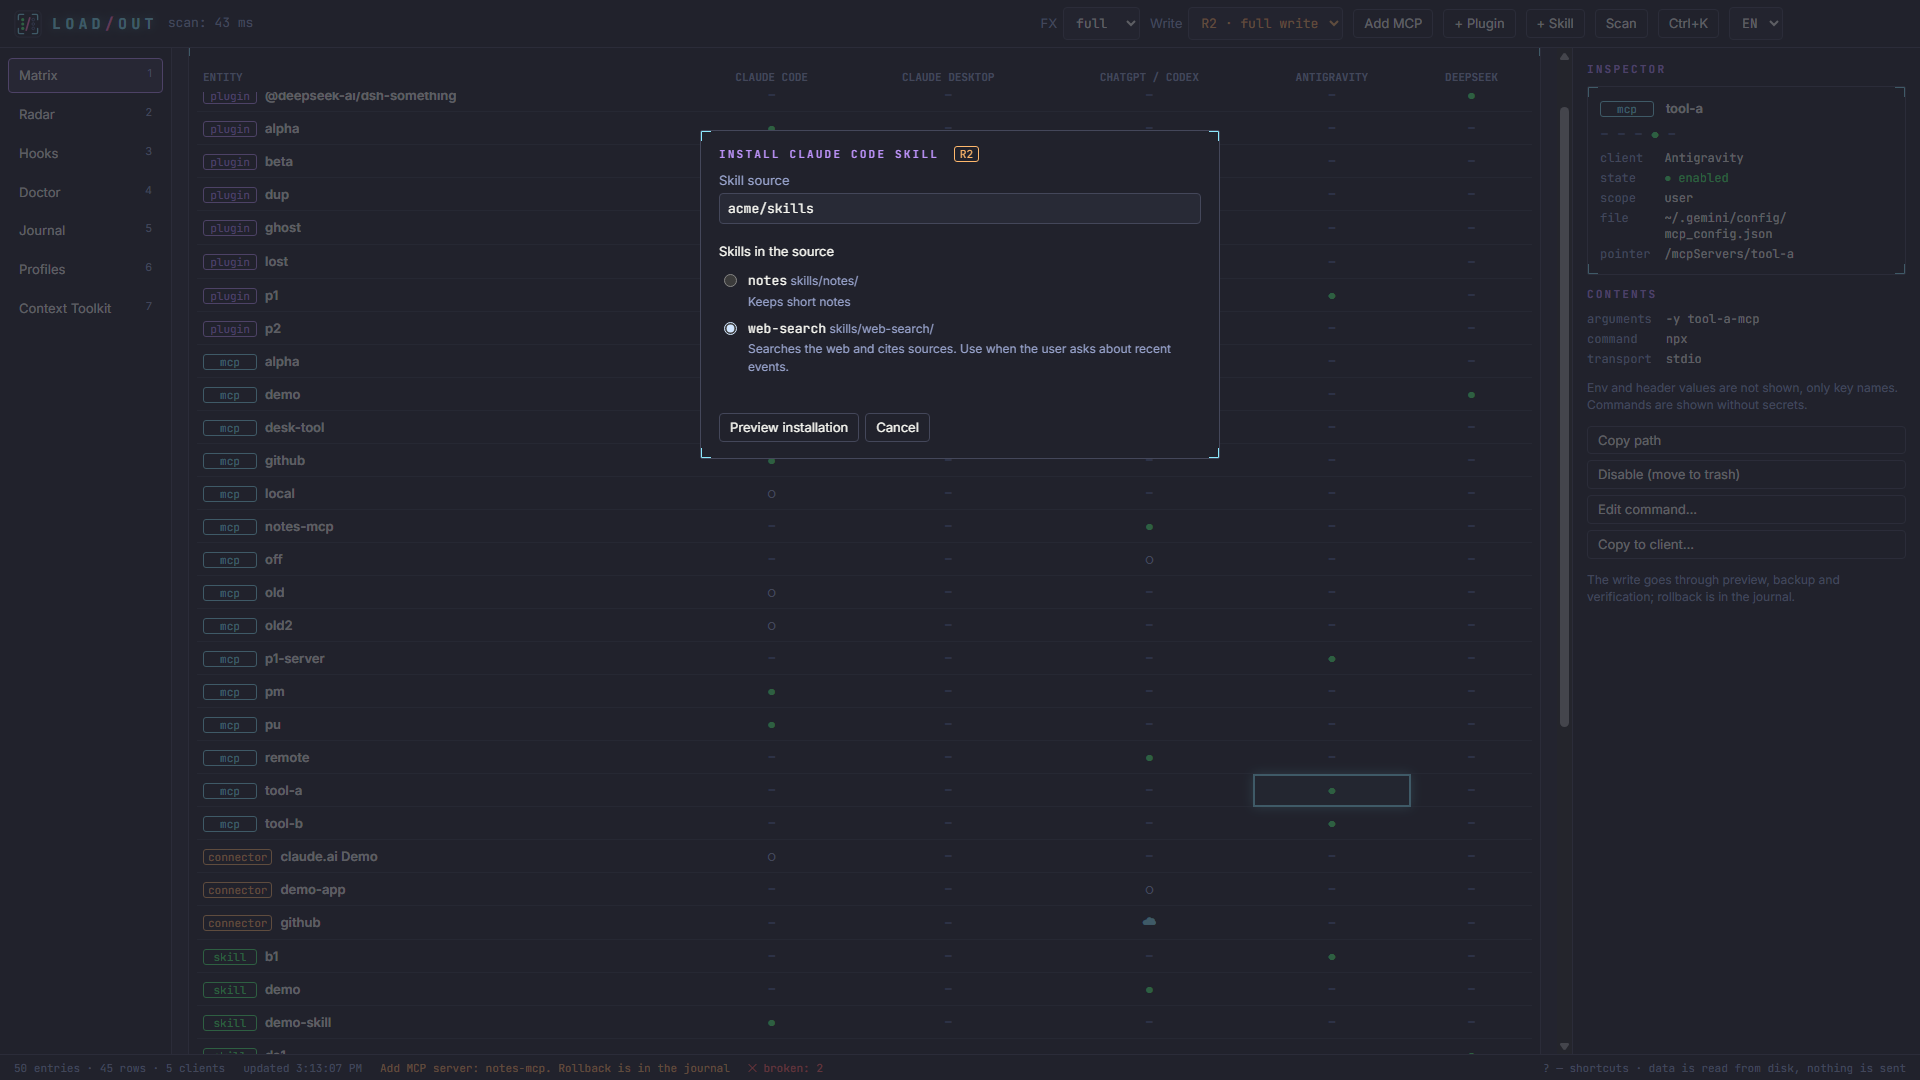 LOAD/OUT scan: 43 ms
FX full Write R2 · full write Add MCP + Plugin + Skill Scan Ctrl+K EN
Matrix 1
Radar 2
Hooks 3
Doctor 4
Journal 5
Profiles 6
Context Toolkit 7
ENTITY CLAUDE CODE CLAUDE DESKTOP CHATGPT / CODEX ANTIGRAVITY DEEPSEEK
plugin @deepseek-ai/dsh-something
plugin alpha
plugin beta
plugin dup
plugin ghost
plugin lost
plugin p1
plugin p2
mcp alpha
mcp demo
mcp desk-tool
mcp github
mcp local
mcp notes-mcp
mcp off
mcp old
mcp old2
mcp p1-server
mcp pm
mcp pu
mcp remote
mcp tool-a
mcp tool-b
connector claude.ai Demo
connector demo-app
connector github
skill b1
skill demo
skill demo-skill
INSTALL CLAUDE CODE SKILL R2
Skill source
acme/skills
Skills in the source
notes skills/notes/
Keeps short notes
web-search skills/web-search/
Searches the web and cites sources. Use when the user asks about recent
events.
Preview installation Cancel
INSPECTOR
mcp tool-a
client Antigravity
state enabled
scope user
file ~/.gemini/config/
mcp_config.json
pointer /mcpServers/tool-a
CONTENTS
arguments -y tool-a-mcp
command npx
transport stdio
Env and header values are not shown, only key names.
Commands are shown without secrets.
Copy path
Disable (move to trash)
Edit command...
Copy to client...
The write goes through preview, backup and
verification; rollback is in the journal.
50 entries · 45 rows · 5 clients updated 3:13:07 PM Add MCP server: notes-mcp. Rollback is in the journal × broken: 2
? — shortcuts · data is read from disk, nothing is sent